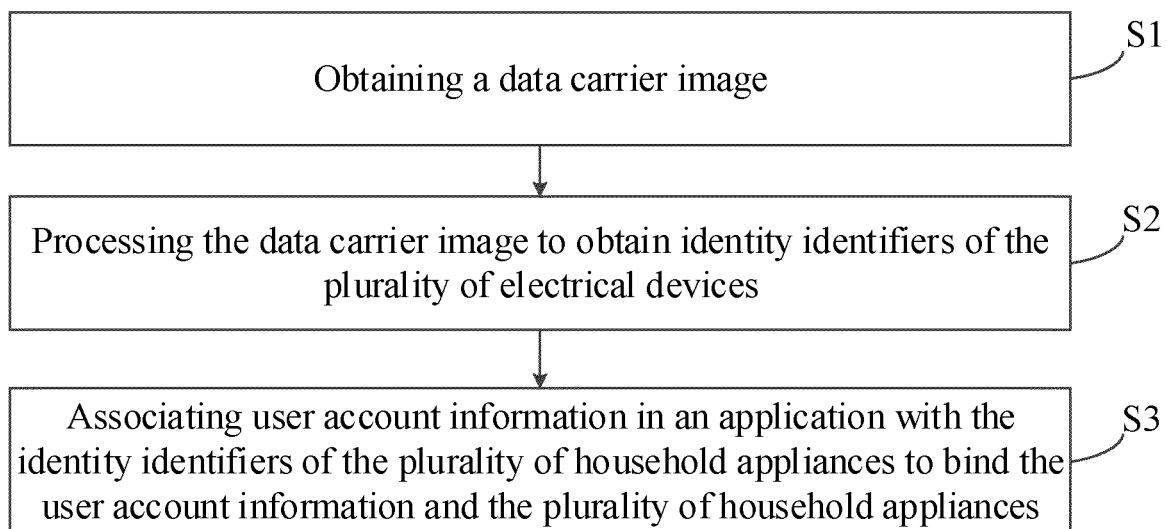 Obtaining a data carrier image
S1
Processing the data carrier image to obtain identity identifiers of the
plurality of electrical devices
S2
Associating user account information in an application with the
identity identifiers of the plurality of household appliances to bind the
user account information and the plurality of household appliances
S3